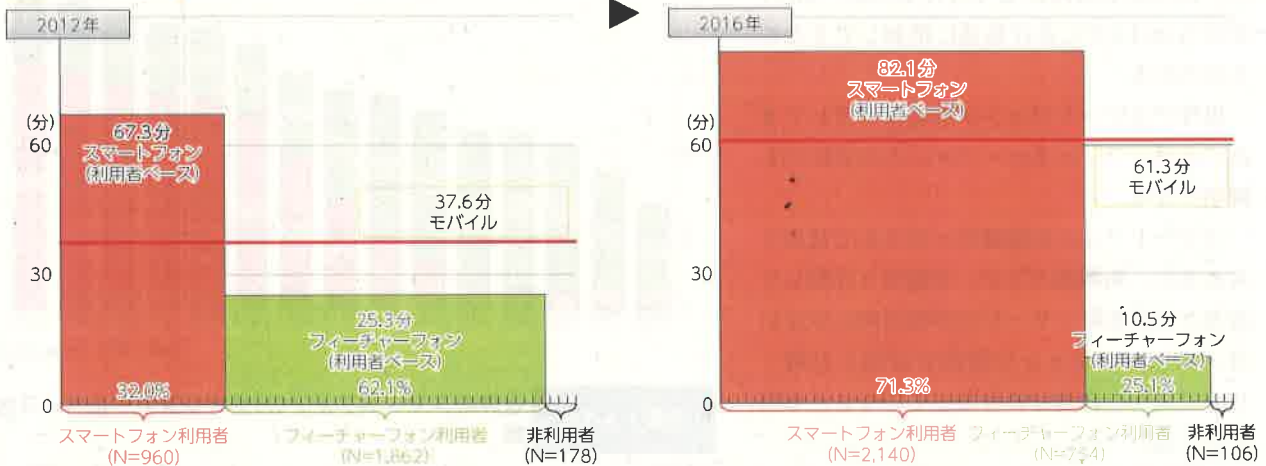 2012年
(分)
60
30
0
67.3分
スマートフォン
(利用者ベース)
32.0%
37.6分
モバイル
25.3分
フィーチャーフォン
(利用者ベース)
62.1%
スマートフォン利用者
(N=960)
フィーチャーフォン利用者
(N=1,862)
非利用者
(N=178)
2016年
(分)
60
30
0
82.1分
スマートフォン
(利用者ベース)
71.3%
61.3分
モバイル
10.5分
フィーチャーフォン
(利用者ベース)
25.1%
スマートフォン利用者
(N=2,140)
フィーチャーフォン利用者
(N=754)
非利用者
(N=106)